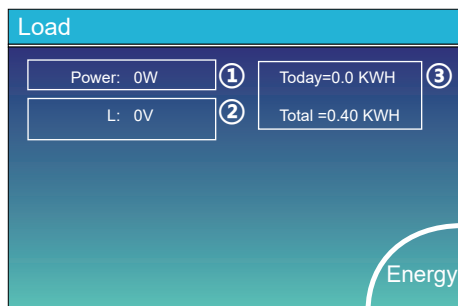 Load
Power: 0W ①
Today=0.0 KWH ③
L: 0V ②
Total =0.40 KWH
Energy